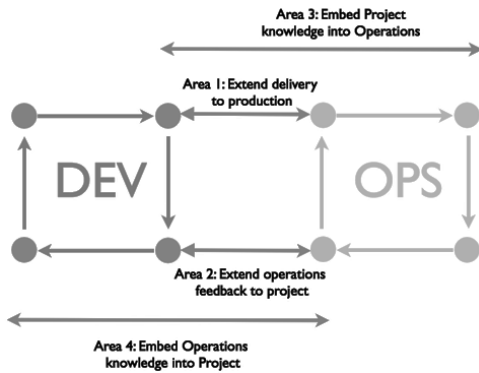 Area 3: Embed Project
knowledge into Operations
Area 1: Extend delivery
to production
DEV
OPS
Area 2: Extend operations
feedback to project
Area 4: Embed Operations
knowledge into Project